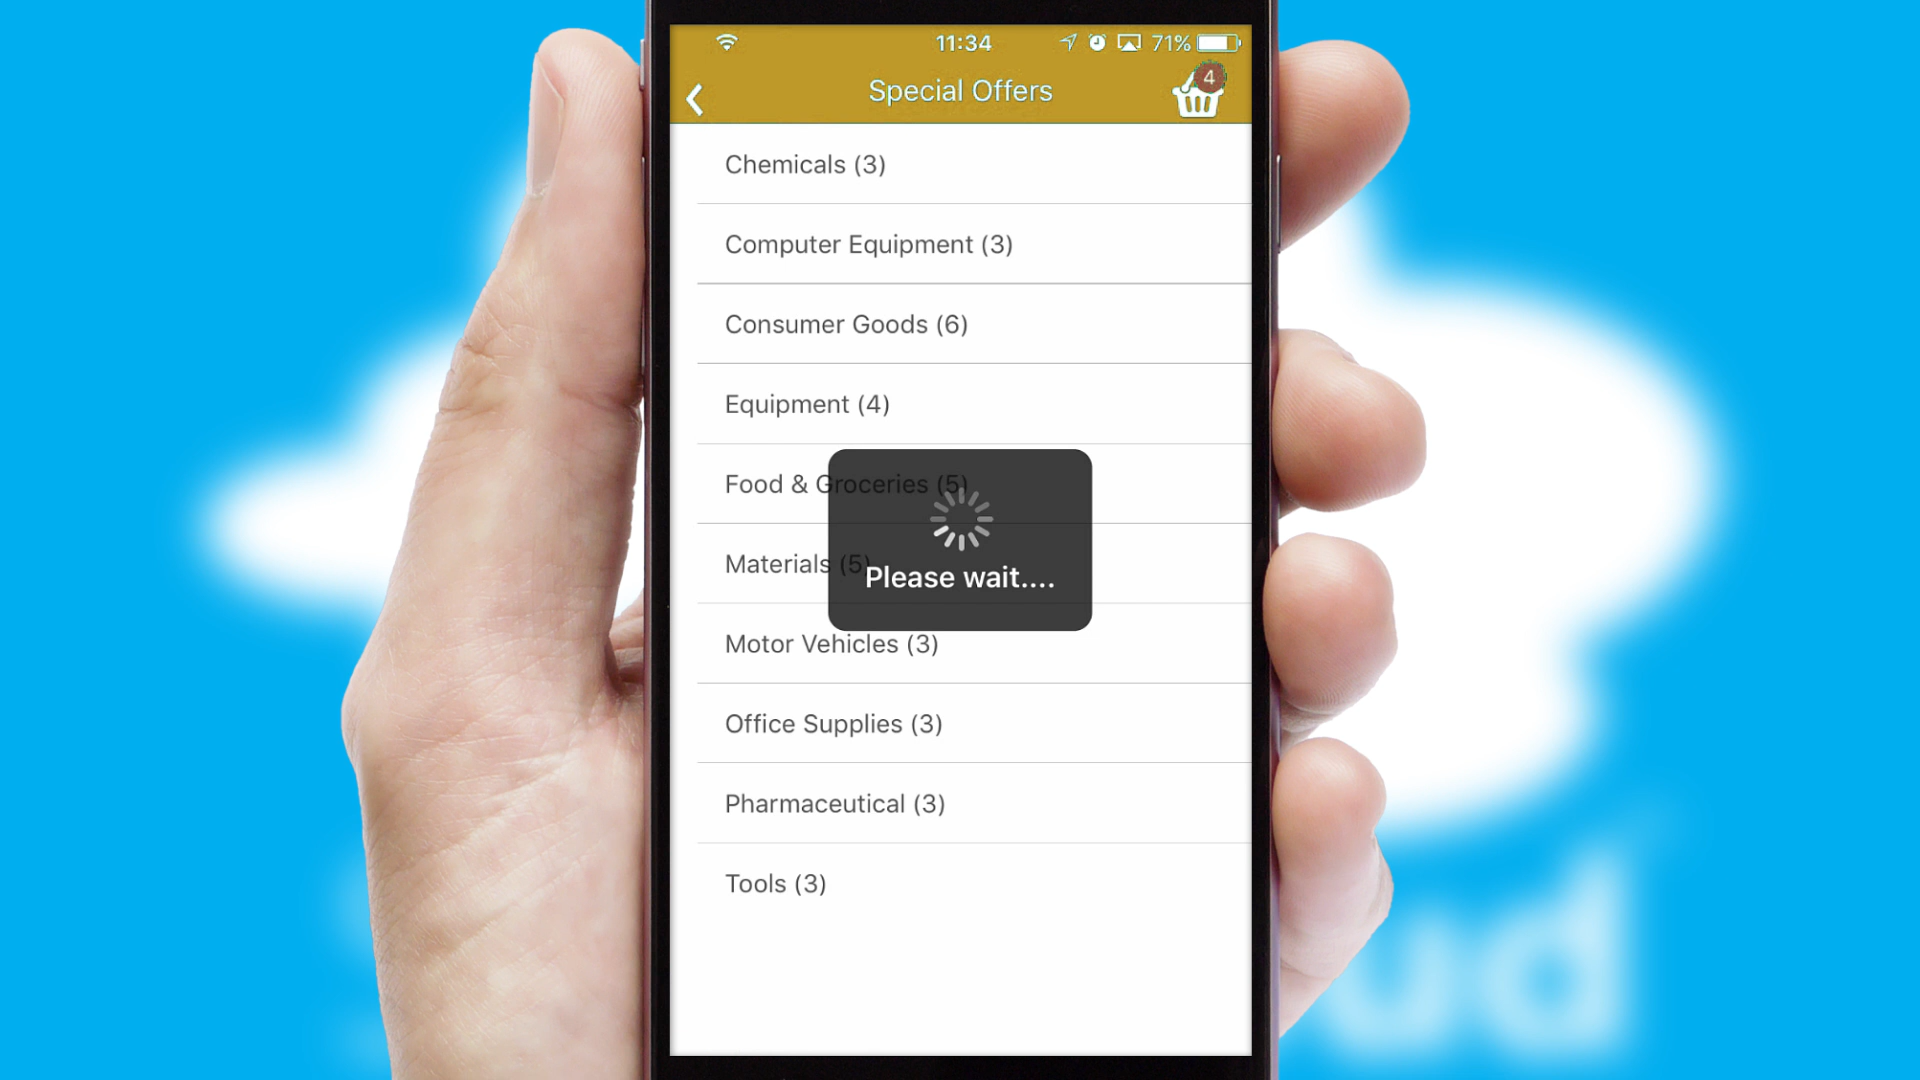 11:34
71%
Special Offers
4
Chemicals (3)
Computer Equipment (3)
Consumer Goods (6)
Equipment (4)
Food & Groceries (5)
Materials (5)
Please wait....
Motor Vehicles (3)
Office Supplies (3)
Pharmaceutical (3)
Tools (3)